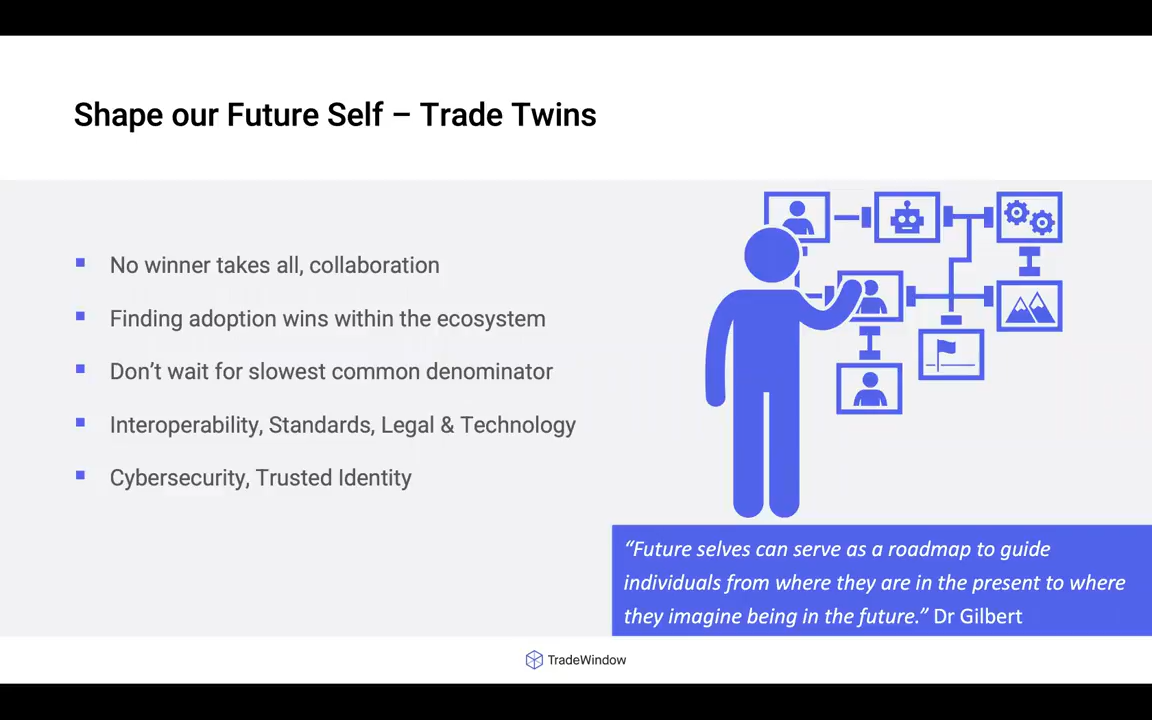 Shape our Future Self – Trade Twins
No winner takes all, collaboration
Finding adoption wins within the ecosystem
Don’t wait for slowest common denominator
Interoperability, Standards, Legal & Technology
Cybersecurity, Trusted Identity
“Future selves can serve as a roadmap to guide
individuals from where they are in the present to where
they imagine being in the future.” Dr Gilbert
TradeWindow